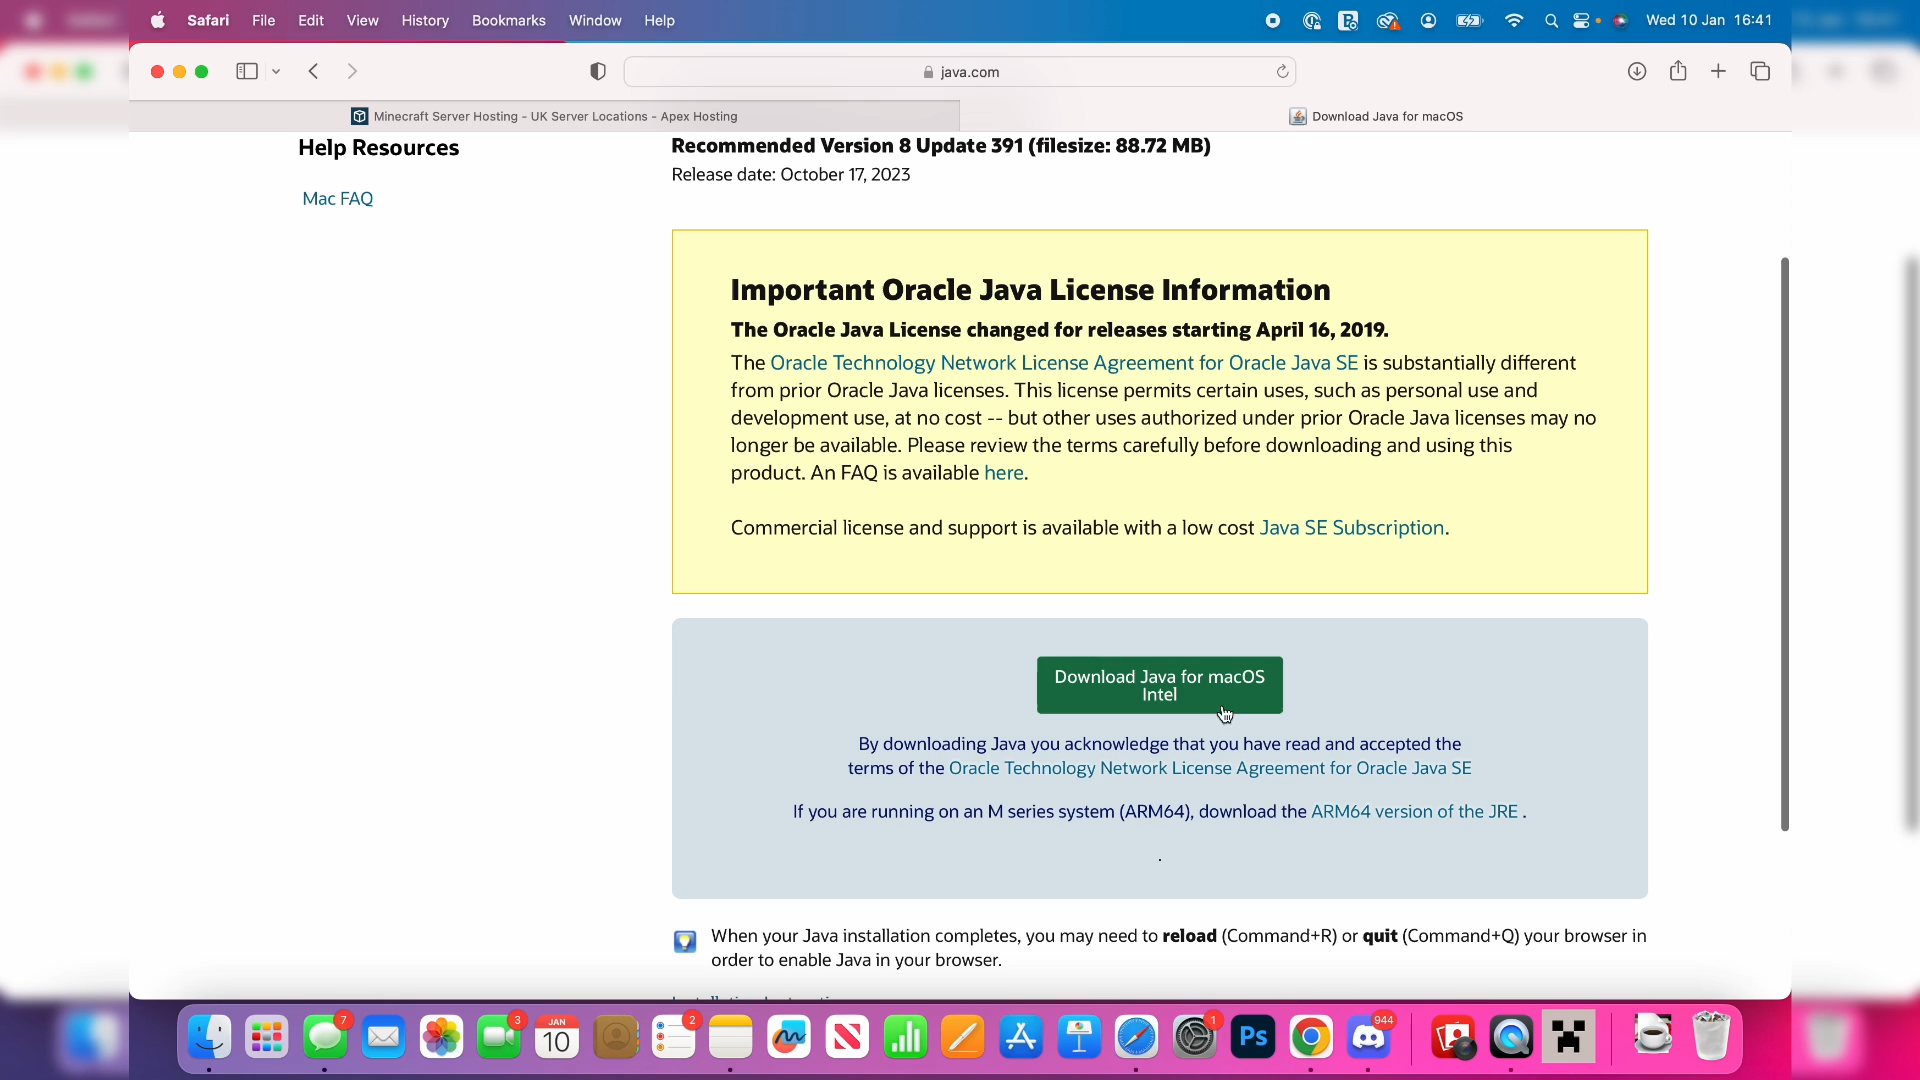 Safari File Edit View History Bookmarks Window Help Wed 10 Jan 16:41
java.com
Minecraft Server Hosting - UK Server Locations - Apex Hosting
Download Java for macOS
Help Resources
Mac FAQ
Recommended Version 8 Update 391 (filesize: 88.72 MB)
Release date: October 17, 2023
Important Oracle Java License Information
The Oracle Java License changed for releases starting April 16, 2019.
The Oracle Technology Network License Agreement for Oracle Java SE is substantially different
from prior Oracle Java licenses. This license permits certain uses, such as personal use and
development use, at no cost -- but other uses authorized under prior Oracle Java licenses may no
longer be available. Please review the terms carefully before downloading and using this
product. An FAQ is available here.
Commercial license and support is available with a low cost Java SE Subscription.
Download Java for macOS
Intel
By downloading Java you acknowledge that you have read and accepted the
terms of the Oracle Technology Network License Agreement for Oracle Java SE
If you are running on an M series system (ARM64), download the ARM64 version of the JRE .
.
When your Java installation completes, you may need to reload (Command+R) or quit (Command+Q) your browser in
order to enable Java in your browser.
7
3
JAN
10
2
1
Ps
944